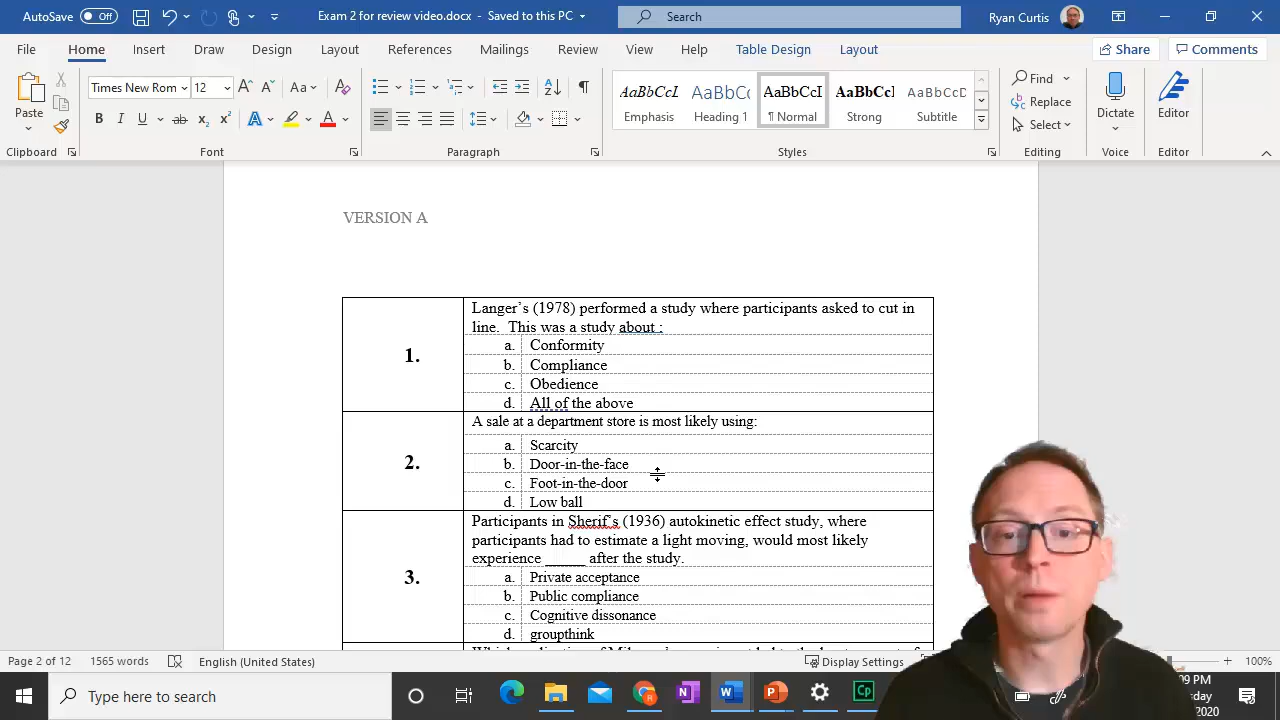 AutoSave Off Exam 2 for review video.docx - Saved to this PC Search Ryan Curtis
File Home Insert Draw Design Layout References Mailings Review View Help Table Design Layout Share Comments
Times New Rom 12 Aa
Paste
B I U ab x₂ x² A A
Clipboard Font Paragraph
AaBbCcI AaBbCc AaBbCcI AaBbCcI AaBbCcD
Emphasis Heading 1 ¶ Normal Strong Subtitle
Styles
Find
Replace
Select
Editing
Dictate
Voice
Editor
Editor
VERSION A
1.
Langer’s (1978) performed a study where participants asked to cut in
line. This was a study about :
a. Conformity
b. Compliance
c. Obedience
d. All of the above
2.
A sale at a department store is most likely using:
a. Scarcity
b. Door-in-the-face
c. Foot-in-the-door
d. Low ball
3.
Participants in Sherif’s (1936) autokinetic effect study, where
participants had to estimate a light moving, would most likely
experience _____ after the study.
a. Private acceptance
b. Public compliance
c. Cognitive dissonance
d. groupthink
Page 2 of 12 1565 words English (United States) Display Settings 100%
Type here to search
:09 PM
2020